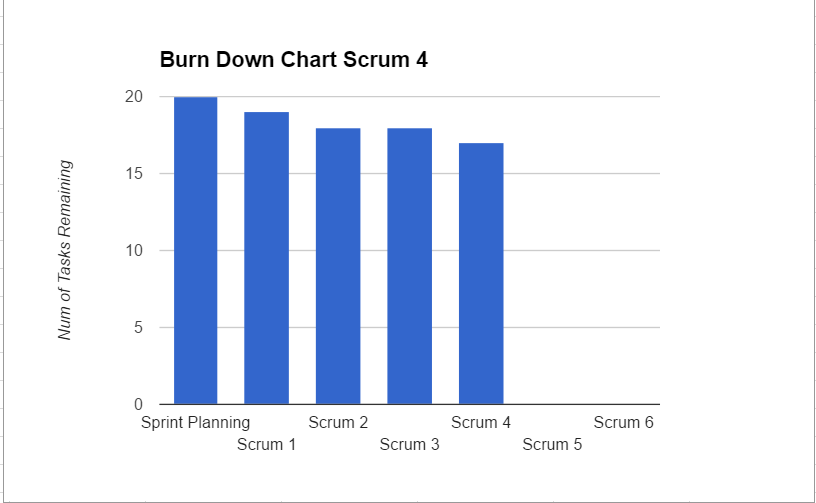 Burn Down Chart Scrum 4
Num of Tasks Remaining
20
15
10
5
0
Sprint Planning
Scrum 1
Scrum 2
Scrum 3
Scrum 4
Scrum 5
Scrum 6